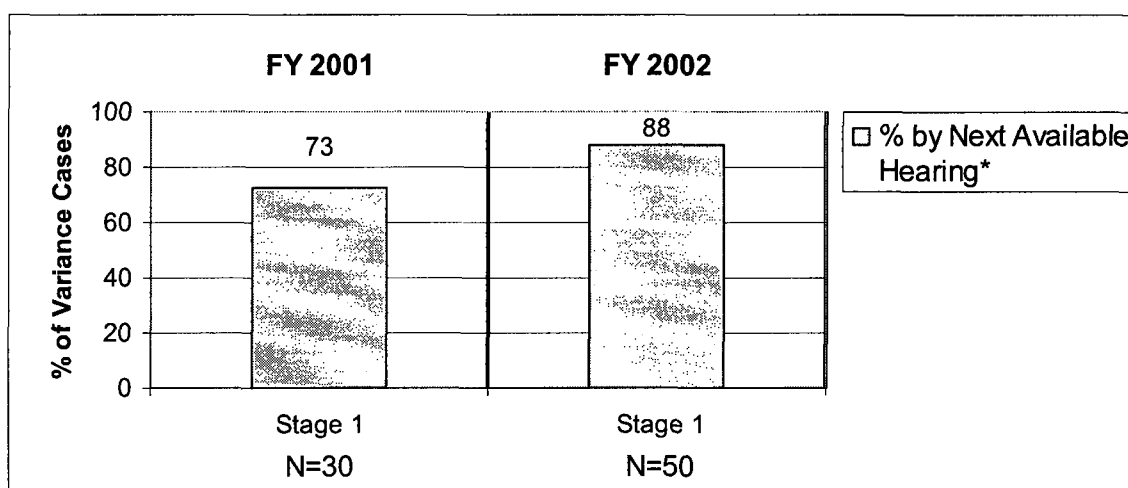 FY 2001 FY 2002
% of Variance Cases
100
80
60
40
20
0
73
88
Stage 1 Stage 1
N=30 N=50
% by Next Available
Hearing*